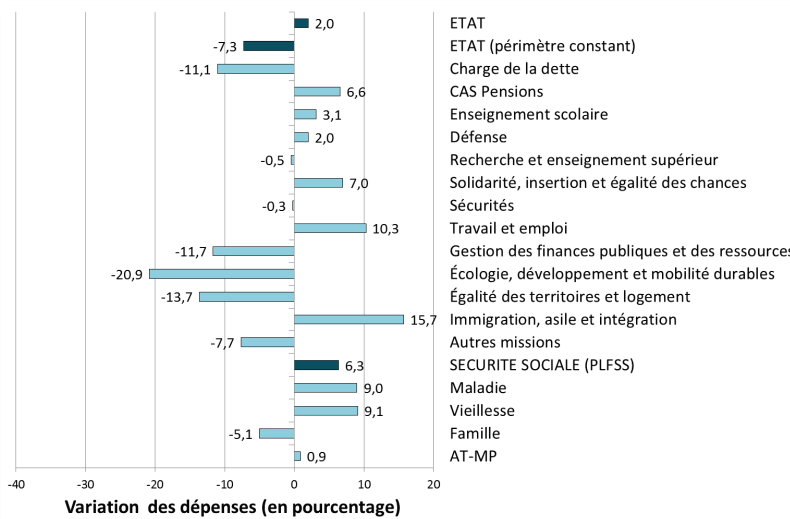 2,0 ETAT
-7,3 ETAT (périmètre constant)
-11,1 Charge de la dette
6,6 CAS Pensions
3,1 Enseignement scolaire
2,0 Défense
-0,5 Recherche et enseignement supérieur
7,0 Solidarité, insertion et égalité des chances
-0,3 Sécurités
10,3 Travail et emploi
-11,7 Gestion des finances publiques et des ressources
-20,9 Écologie, développement et mobilité durables
-13,7 Égalité des territoires et logement
15,7 Immigration, asile et intégration
-7,7 Autres missions
6,3 SECURITE SOCIALE (PLFSS)
9,0 Maladie
9,1 Vieillesse
-5,1 Famille
0,9 AT-MP
-40 -30 -20 -10 0 10 20
Variation des dépenses (en pourcentage)